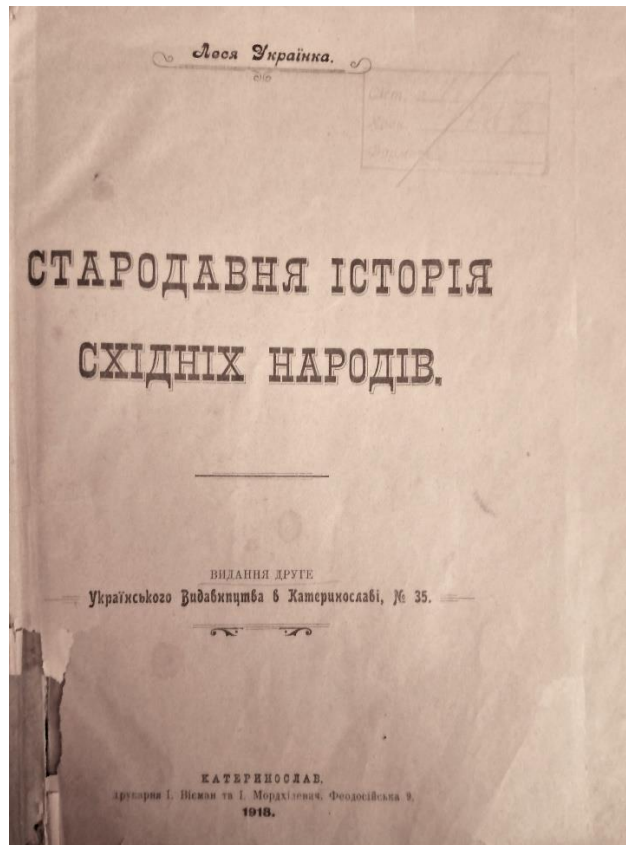 Леся Українка.
СТАРОДАВНЯ ІСТОРІЯ
СХІДНІХ НАРОДІВ.
ВИДАННЯ ДРУГЕ
Українського Видавництва в Катеринославі, № 35.
КАТЕРИНОСЛАВ,
друкарня І. Вісман та І. Мордхілевич, Феодосійська 9.
1918.